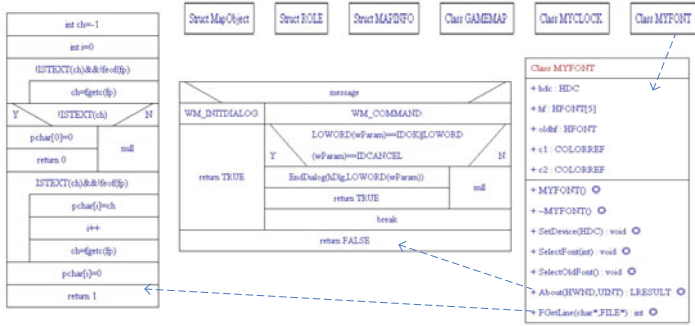 int ch=-1
int i=0
!ISTEXT(ch)&&!feof(fp)
ch=fgetc(fp)
Y !ISTEXT(ch) N
pchar[0]=0
return 0
null
ISTEXT(ch)&&!feof(fp)
pchar[i]=ch
i++
ch=fgetc(fp)
pchar[i]=0
return 1
Struct MapObject
Struct ROLE
Struct MAPINFO
Class GAMEMAP
Class MYCLOCK
Class MYFONT
message
WM_INITDIALOG
WM_COMMAND:
LOWORD(wParam)==IDOK||LOWORD
Y (wParam)==IDCANCEL N
return TRUE
EndDialog(hDlg,LOWORD(wParam))
return TRUE
null
break
return FALSE
Class MYFONT
+ hdc : HDC
+ hf : HFONT[5]
+ oldhf : HFONT
+ c1 : COLORREF
+ c2 : COLORREF
+ MYFONT()
+ ~MYFONT()
+ SetDevice(HDC) : void
+ SelectFont(int) : void
+ SelectOldFont() : void
+ About(HWND,UINT) : LRESULT
+ FGetLine(char*,FILE*) : int